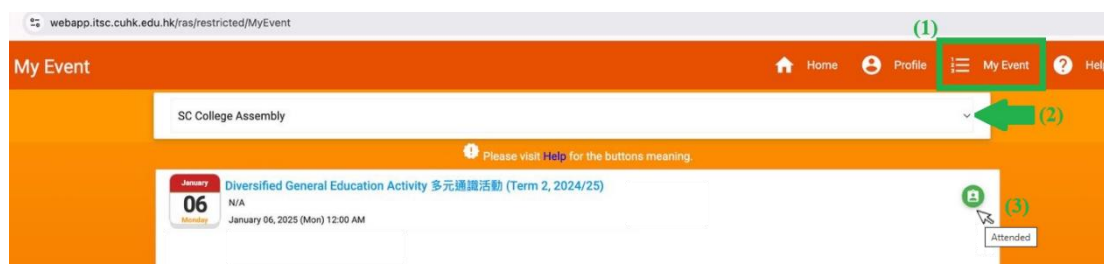 webapp.itsc.cuhk.edu.hk/ras/restricted/MyEvent
(1)
My Event
Home
Profile
My Event
Help
SC College Assembly
(2)
Please visit Help for the buttons meaning.
January
06
Monday
Diversified General Education Activity 多元通識活動 (Term 2, 2024/25)
N/A
January 06, 2025 (Mon) 12:00 AM
(3)
Attended